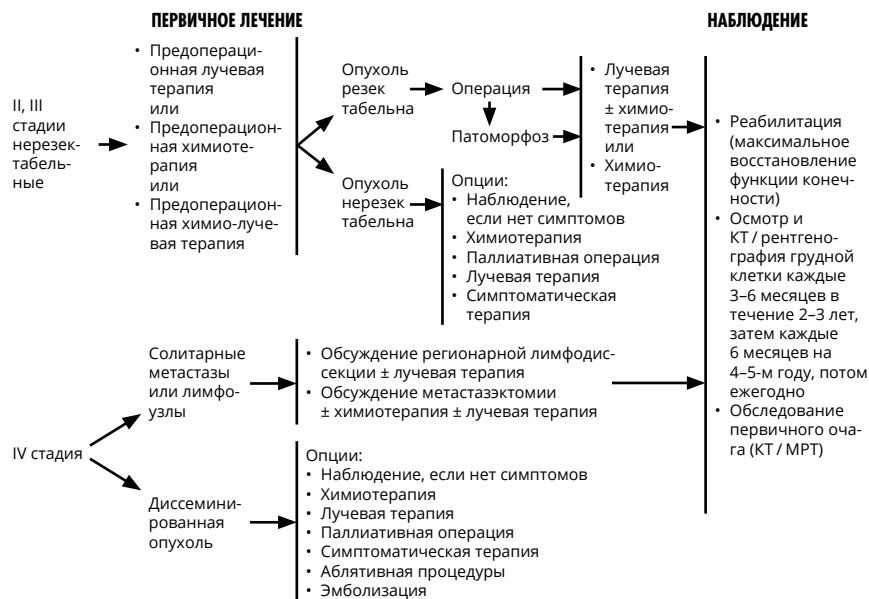 ПЕРВИЧНОЕ ЛЕЧЕНИЕ
НАБЛЮДЕНИЕ
II, III
стадии
нерезек-
табель-
ные
• Предопераци-
онная лучевая
терапия
или
• Предоперацион-
ная химиоте-
рапия
или
• Предоперацион-
ная химио-луче-
вая терапия
Опухоль
резек
табельна
Операция
Патоморфоз
• Лучевая
терапия
± химио-
терапия
или
• Химио-
терапия
Опухоль
нерезек
табельна
Опции:
• Наблюдение,
если нет симптомов
• Химиотерапия
• Паллиативная операция
• Лучевая терапия
• Симптоматическая
терапия
IV стадия
Солитарные
метастазы
или лимфо-
узлы
• Обсуждение регионарной лимфодис-
секции ± лучевая терапия
• Обсуждение метастазэктомии
± химиотерапия ± лучевая терапия
Диссемини-
рованная
опухоль
Опции:
• Наблюдение, если нет симптомов
• Химиотерапия
• Лучевая терапия
• Паллиативная операция
• Симптоматическая терапия
• Аблятивная процедуры
• Эмболизация
• Реабилитация
(максимальное
восстановление
функции конеч-
ности)
• Осмотр и
КТ / рентгено-
графия грудной
клетки каждые
3–6 месяцев в
течение 2–3 лет,
затем каждые
6 месяцев на
4–5-м году, потом
ежегодно
• Обследование
первичного оча-
га (КТ / МРТ)